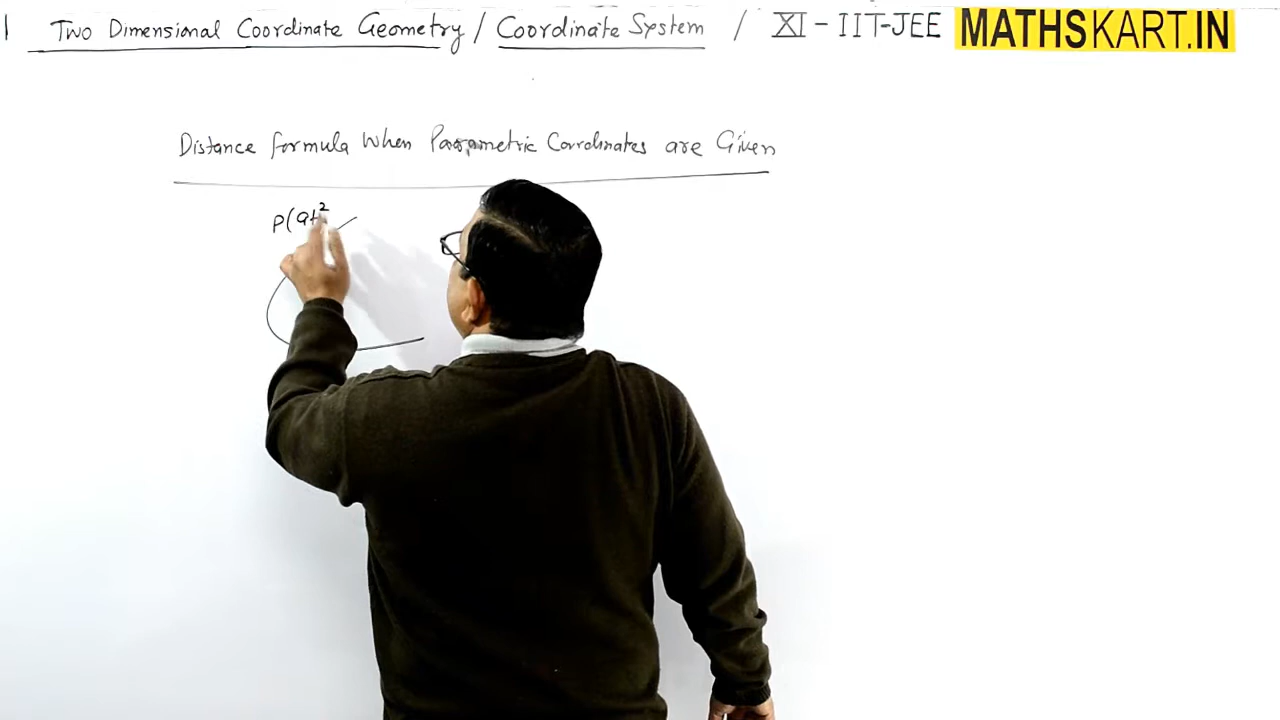 1 Two Dimensional Coordinate Geometry / Coordinate System / XI - IIT-JEE MATHSKART.IN
Distance formula When Parametric Coordinates are Given
P(at²